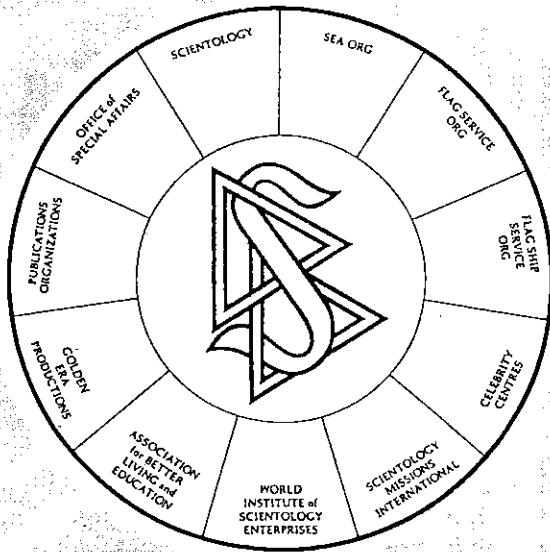 SCIENTOLOGY
SEA ORG
FLAG SERVICE
ORG
FLAG SHIP
SERVICE
ORG
CELEBRITY
CENTRES
SCIENTOLOGY
MISSIONS
INTERNATIONAL
WORLD
INSTITUTE of
SCIENTOLOGY
ENTERPRISES
ASSOCIATION
for BETTER
LIVING and
EDUCATION
GOLDEN
ERA
PRODUCTIONS
PUBLICATIONS
ORGANIZATIONS
OFFICE of
SPECIAL AFFAIRS